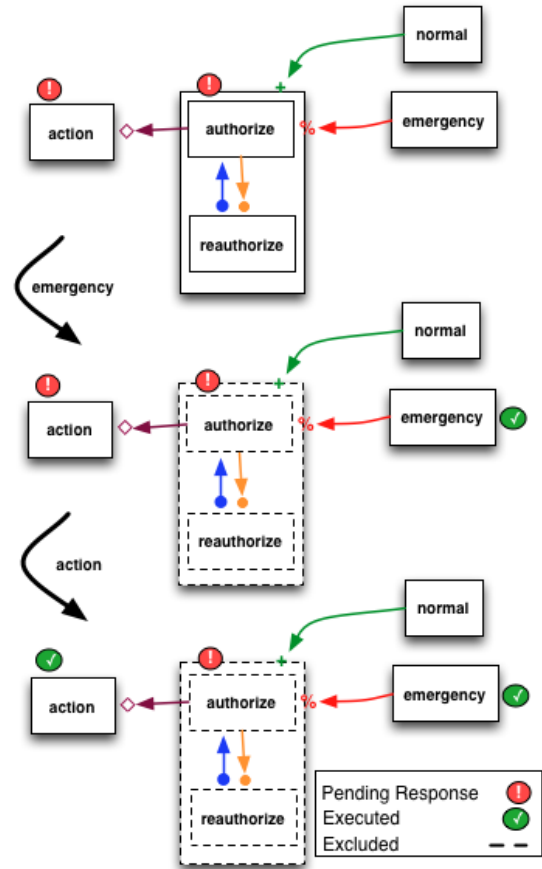 normal
action
authorize
%
emergency
+
reauthorize
emergency
normal
action
authorize
%
emergency
+
reauthorize
action
normal
action
authorize
%
emergency
+
reauthorize
Pending Response
Executed
Excluded